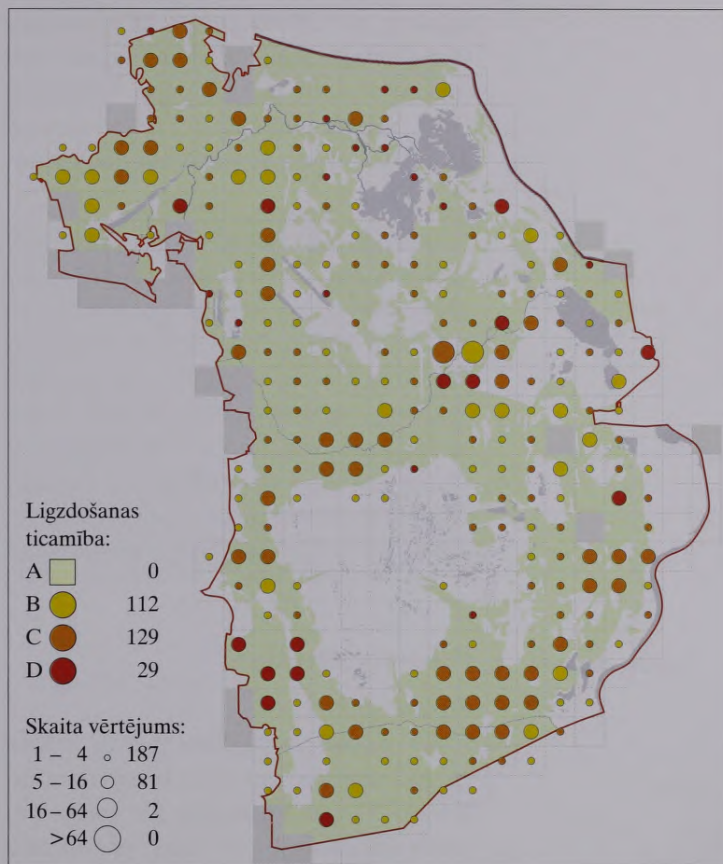 Ligzdošanas
ticamība:
A 0
B 112
C 129
D 29
Skaita vērtējums:
1 – 4 187
5 – 16 81
16 – 64 2
>64 0